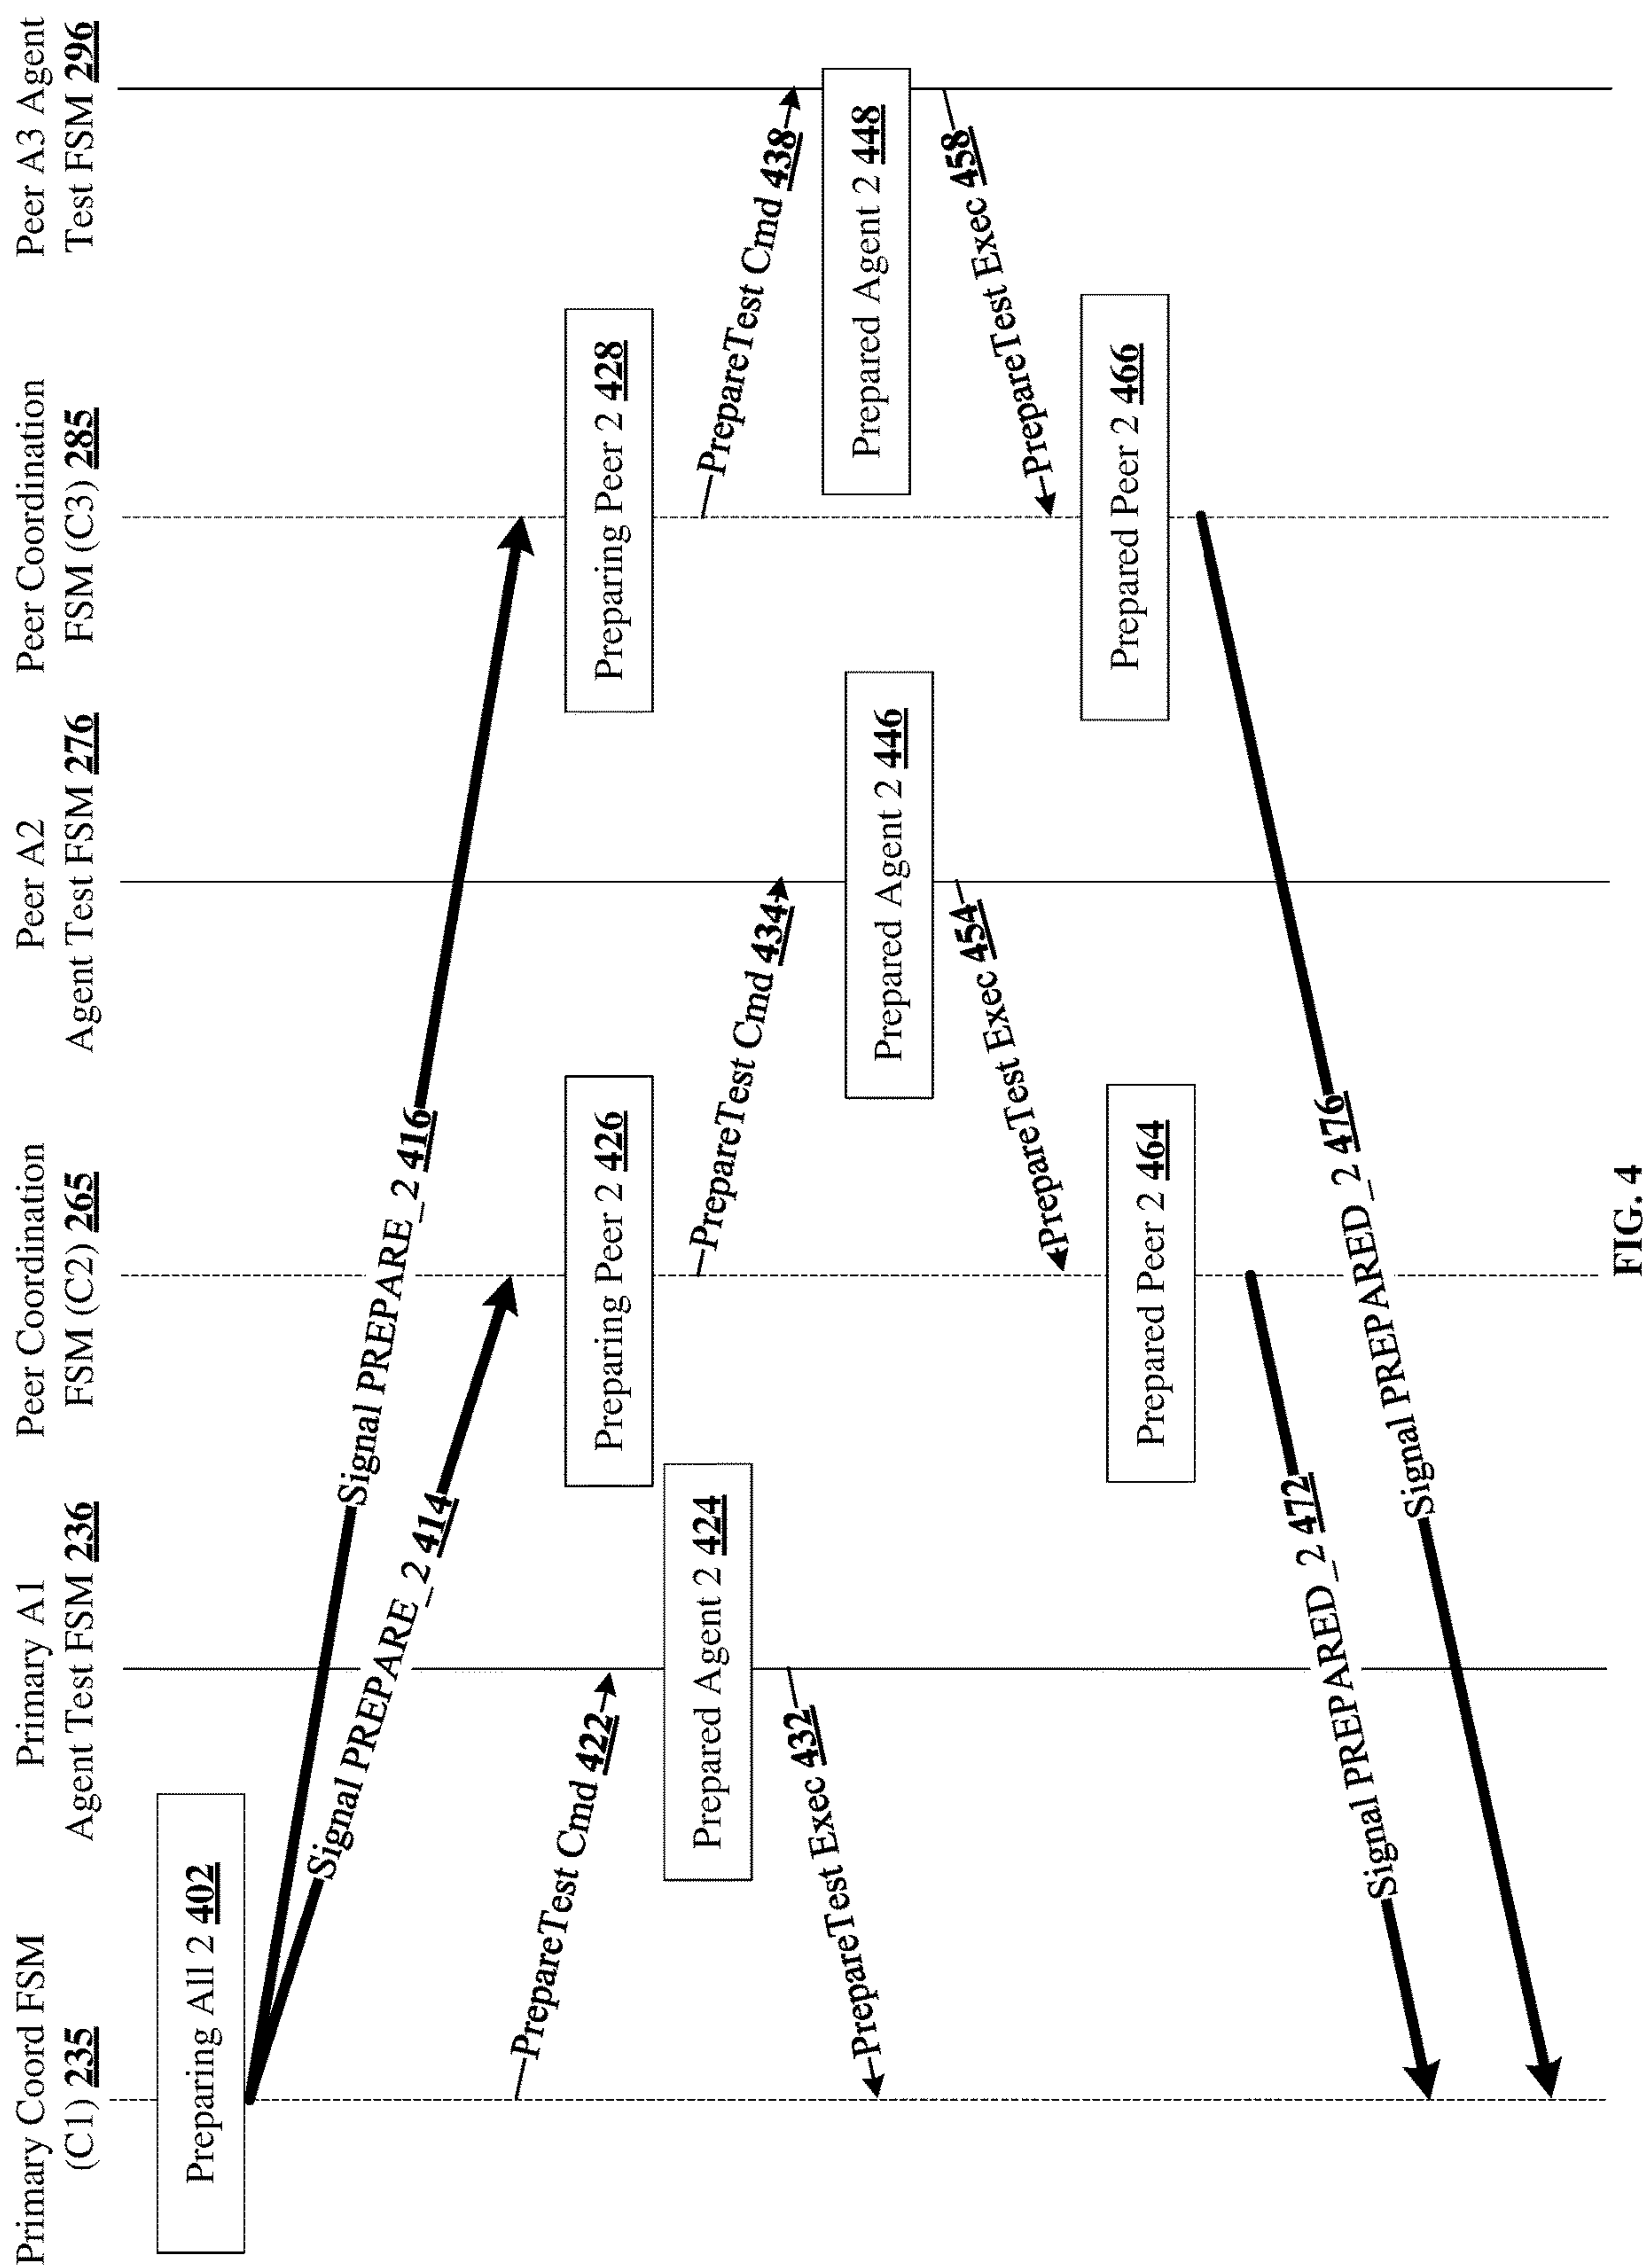 Primary Coord FSM
(C1) 235
Primary A1
Agent Test FSM 236
Peer Coordination
FSM (C2) 265
Peer A2
Agent Test FSM 276
Peer Coordination
FSM (C3) 285
Peer A3 Agent
Test FSM 296
Preparing All 2 402
Signal PREPARE_2 416
Signal PREPARE_2 414
PrepareTest Cmd 422
Preparing Peer 2 426
Preparing Peer 2 428
Prepared Agent 2 424
PrepareTest Cmd 434
PrepareTest Cmd 438
PrepareTest Exec 432
Prepared Agent 2 446
Prepared Agent 2 448
PrepareTest Exec 454
PrepareTest Exec 458
Prepared Peer 2 464
Prepared Peer 2 466
Signal PREPARED_2 472
Signal PREPARED_2 476
FIG. 4